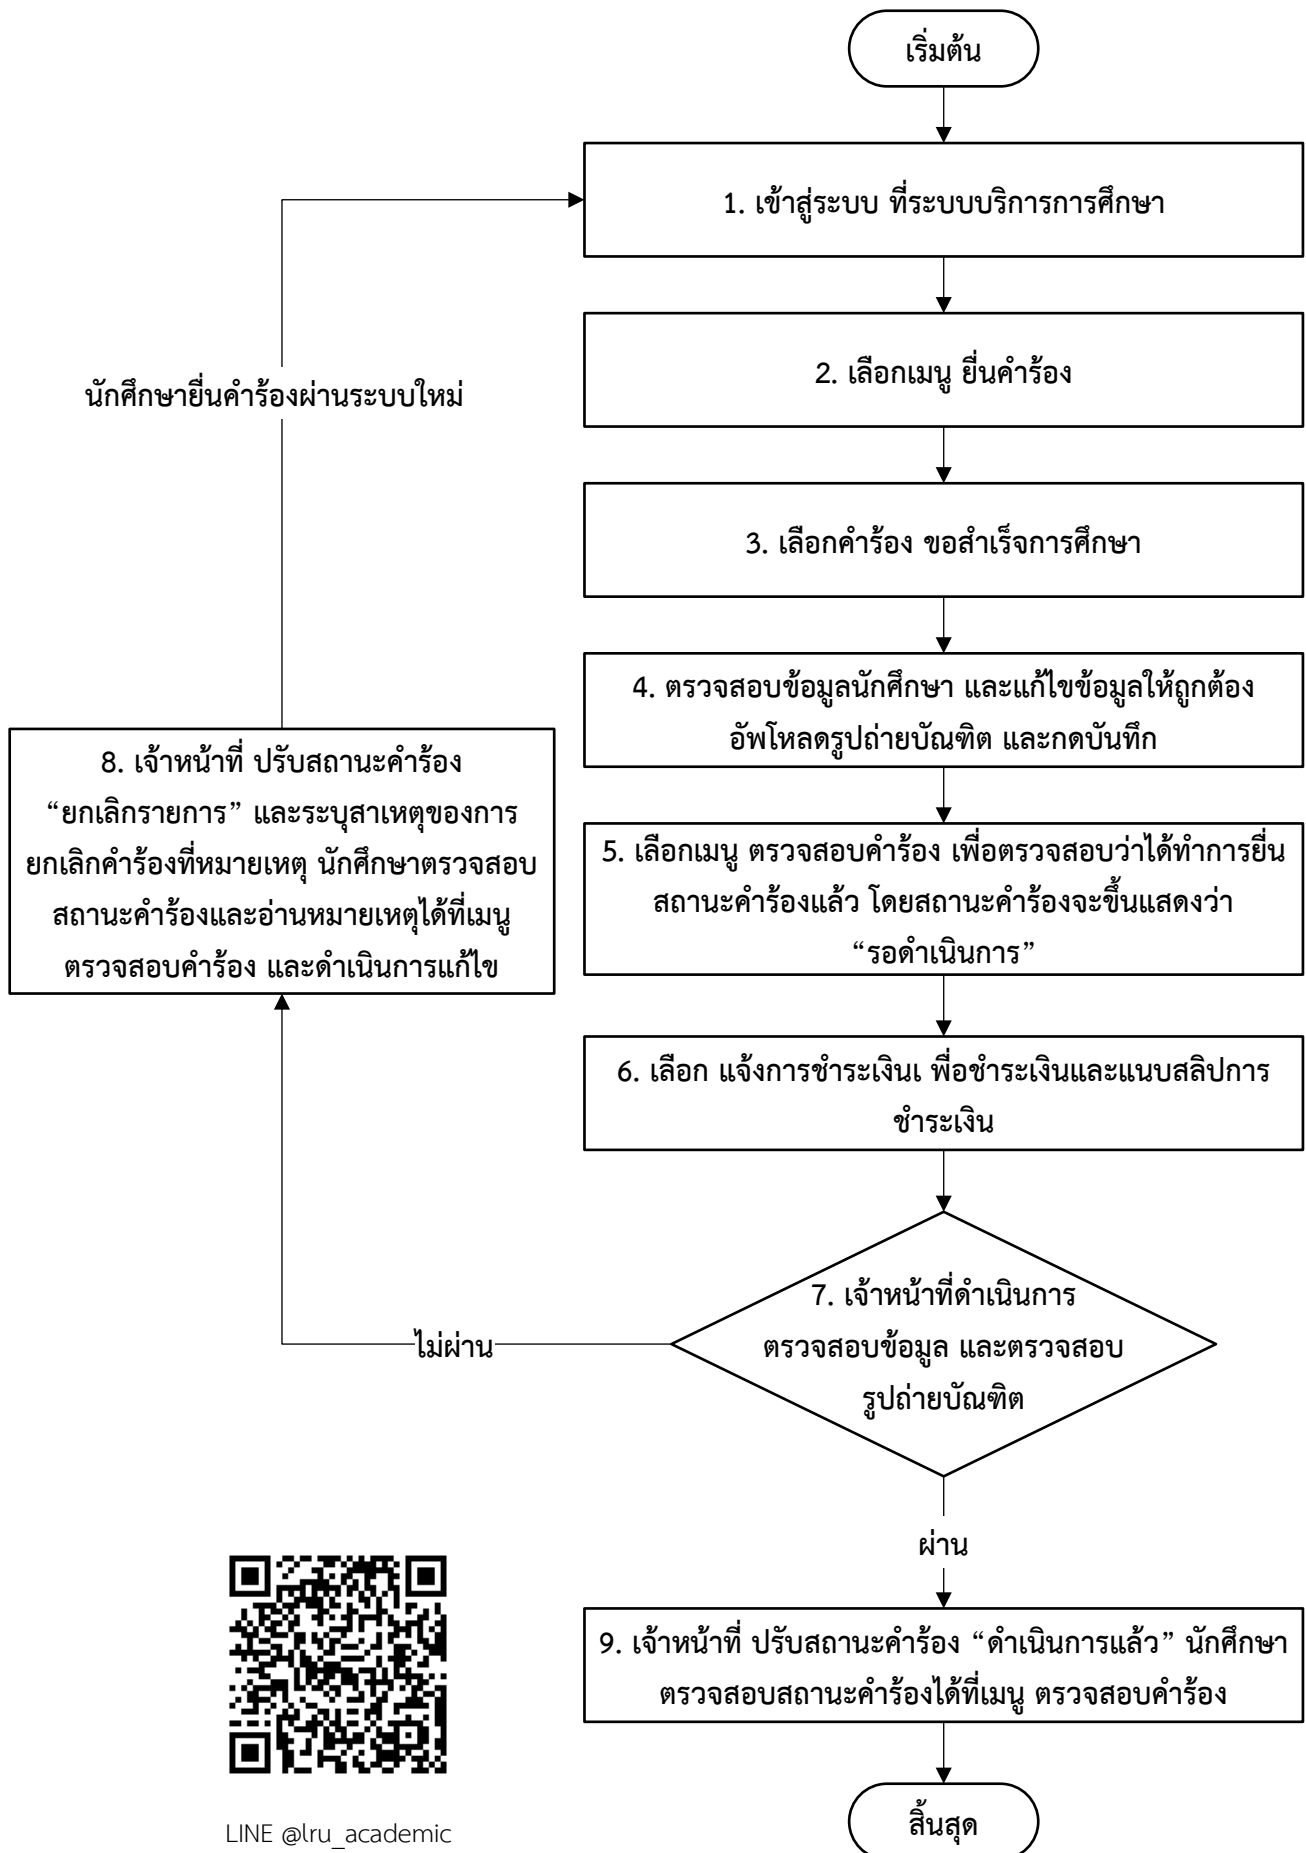 เริ่มต้น
1. เข้าสู่ระบบ ที่ระบบบริการการศึกษา
2. เลือกเมนู ยื่นคำร้อง
นักศึกษายื่นคำร้องผ่านระบบใหม่
3. เลือกคำร้อง ขอสำเร็จการศึกษา
4. ตรวจสอบข้อมูลนักศึกษา และแก้ไขข้อมูลให้ถูกต้อง
อัพโหลดรูปถ่ายบัณฑิต และกดบันทึก
8. เจ้าหน้าที่ ปรับสถานะคำร้อง
“ยกเลิกรายการ” และระบุสาเหตุของการ
ยกเลิกคำร้องที่หมายเหตุ นักศึกษาตรวจสอบ
สถานะคำร้องและอ่านหมายเหตุได้ที่เมนู
ตรวจสอบคำร้อง และดำเนินการแก้ไข
5. เลือกเมนู ตรวจสอบคำร้อง เพื่อตรวจสอบว่าได้ทำการยื่น
สถานะคำร้องแล้ว โดยสถานะคำร้องจะขึ้นแสดงว่า
“รอดำเนินการ”
6. เลือก แจ้งการชำระเงินเ พื่อชำระเงินและแนบสลิปการ
ชำระเงิน
7. เจ้าหน้าที่ดำเนินการ
ตรวจสอบข้อมูล และตรวจสอบ
รูปถ่ายบัณฑิต
ไม่ผ่าน
ผ่าน
9. เจ้าหน้าที่ ปรับสถานะคำร้อง “ดำเนินการแล้ว” นักศึกษา
ตรวจสอบสถานะคำร้องได้ที่เมนู ตรวจสอบคำร้อง
สิ้นสุด
LINE @lru_academic